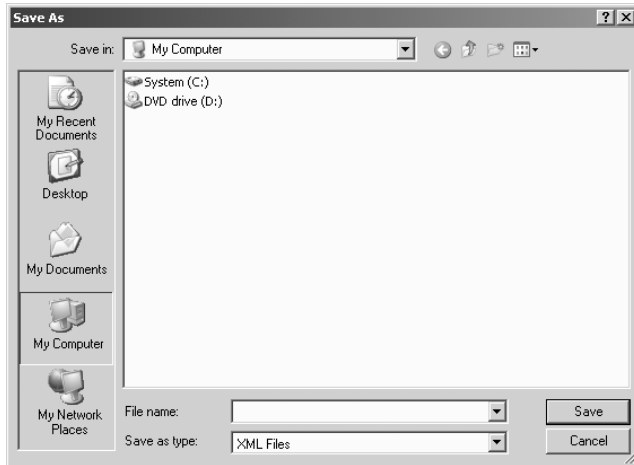 Save As
Save in:
My Computer
System (C:)
DVD drive (D:)
My Recent
Documents
Desktop
My Documents
My Computer
My Network
Places
File name:
Save
Save as type:
XML Files
Cancel